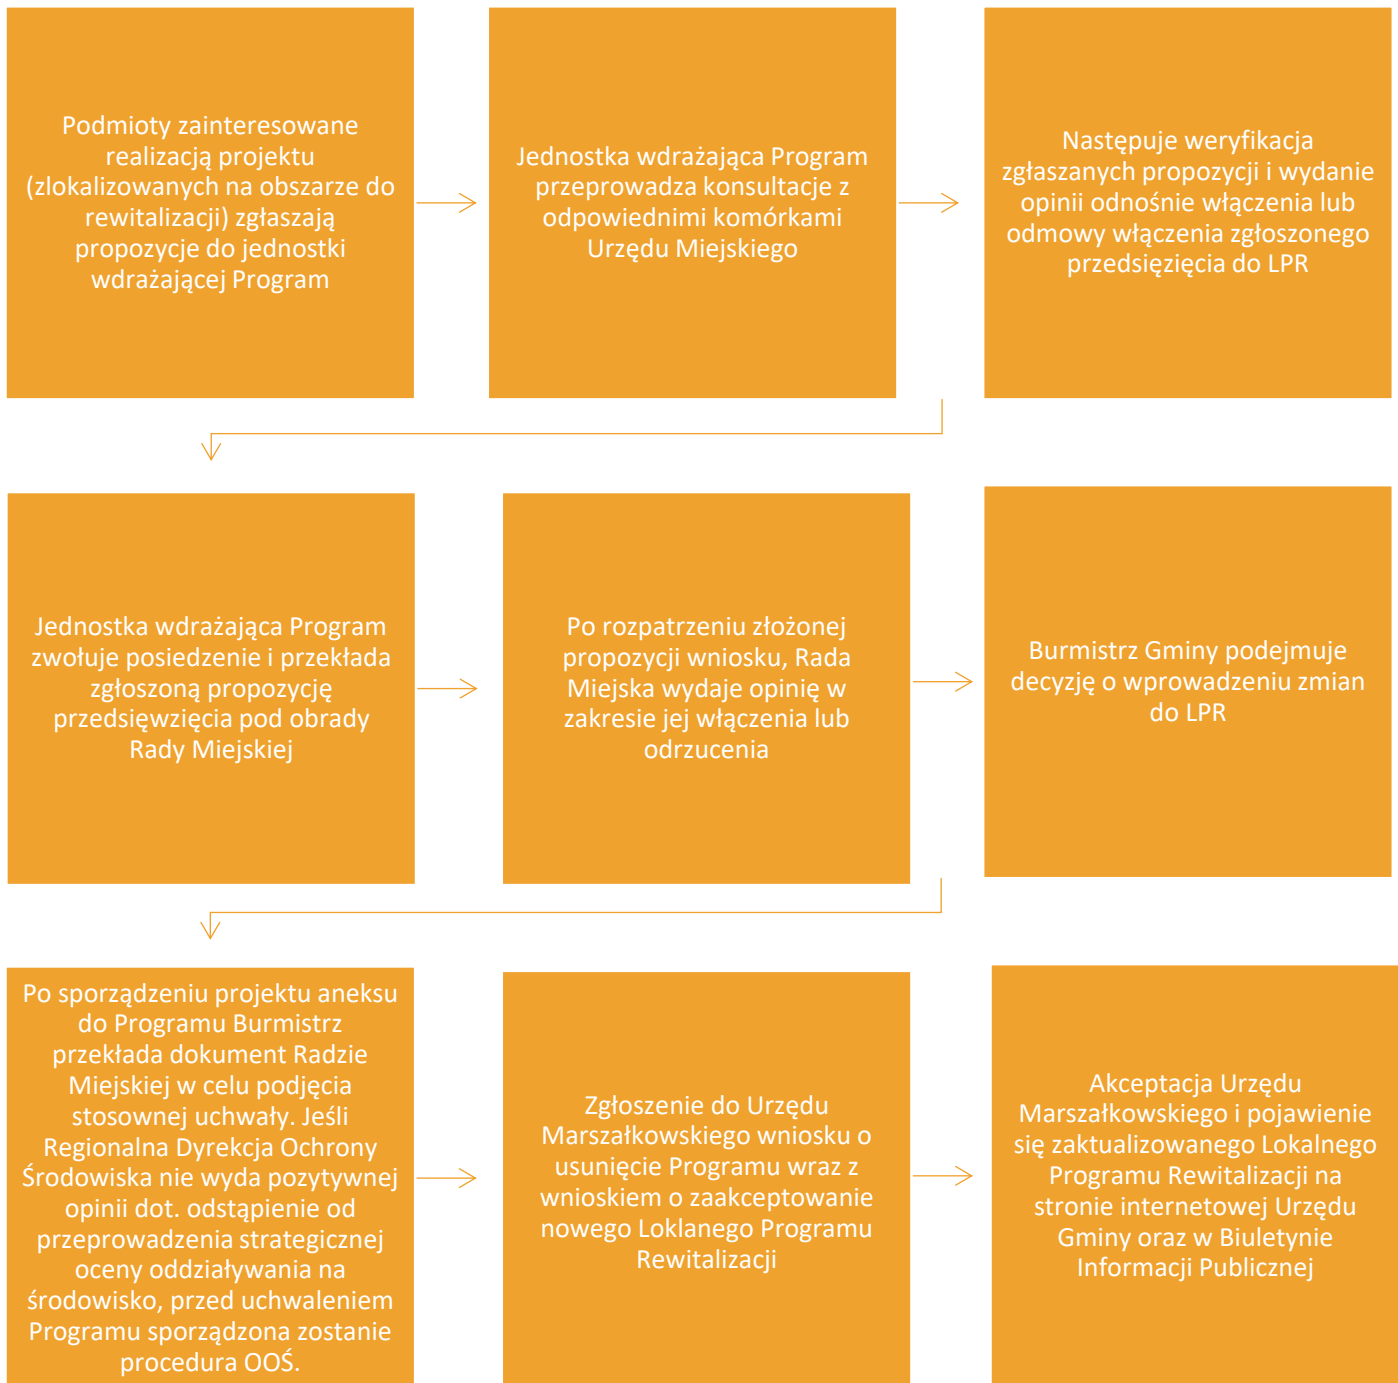 Podmioty zainteresowane
realizacją projektu
(zlokalizowanych na obszarze do
rewitalizacji) zgłaszają
propozycje do jednostki
wdrażającej Program
Jednostka wdrażająca Program
przeprowadza konsultacje z
odpowiednimi komórkami
Urzędu Miejskiego
Następuje weryfikacja
zgłaszanych propozycji i wydanie
opinii odnośnie włączenia lub
odmowy włączenia zgłoszonego
przedsięzięcia do LPR
Jednostka wdrażająca Program
zwołuje posiedzenie i przekłada
zgłoszoną propozycję
przedsięwzięcia pod obrady
Rady Miejskiej
Po rozpatrzeniu złożonej
propozycji wniosku, Rada
Miejska wydaje opinię w
zakresie jej włączenia lub
odrzucenia
Burmistrz Gminy podejmuje
decyzję o wprowadzeniu zmian
do LPR
Po sporządzeniu projektu aneksu
do Programu Burmistrz
przekłada dokument Radzie
Miejskiej w celu podjęcia
stosownej uchwały. Jeśli
Regionalna Dyrekcja Ochrony
Środowiska nie wyda pozytywnej
opinii dot. odstąpienie od
przeprowadzenia strategicznej
oceny oddziaływania na
środowisko, przed uchwaleniem
Programu sporządzona zostanie
procedura OOŚ.
Zgłoszenie do Urzędu
Marszałkowskiego wniosku o
usunięcie Programu wraz z
wnioskiem o zaakceptowanie
nowego Loklanego Programu
Rewitalizacji
Akceptacja Urzędu
Marszałkowskiego i pojawienie
się zaktualizowanego Lokalnego
Programu Rewitalizacji na
stronie internetowej Urzędu
Gminy oraz w Biuletynie
Informacji Publicznej